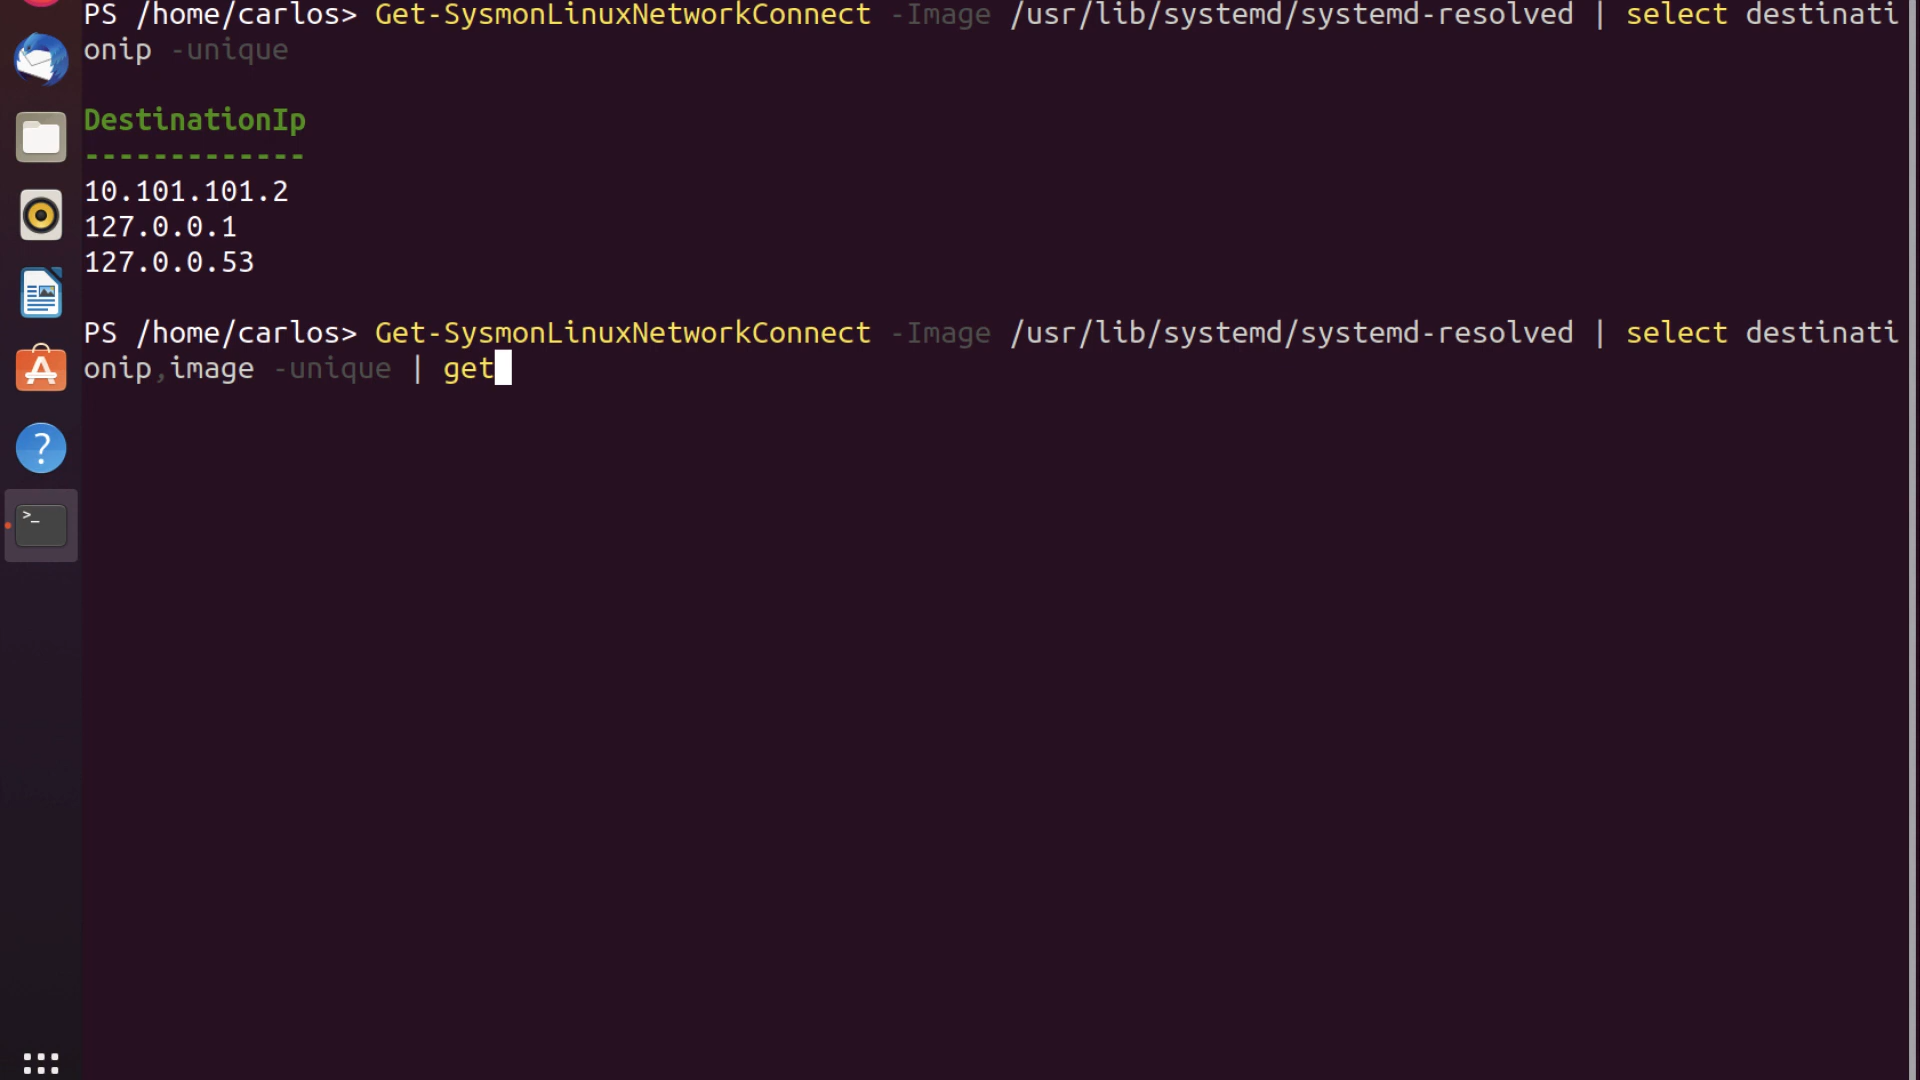 PS /home/carlos> Get-SysmonLinuxNetworkConnect -Image /usr/lib/systemd/systemd-resolved | select destinati
onip -unique
DestinationIp
-------------
10.101.101.2
127.0.0.1
127.0.0.53
PS /home/carlos> Get-SysmonLinuxNetworkConnect -Image /usr/lib/systemd/systemd-resolved | select destinati
onip,image -unique | get